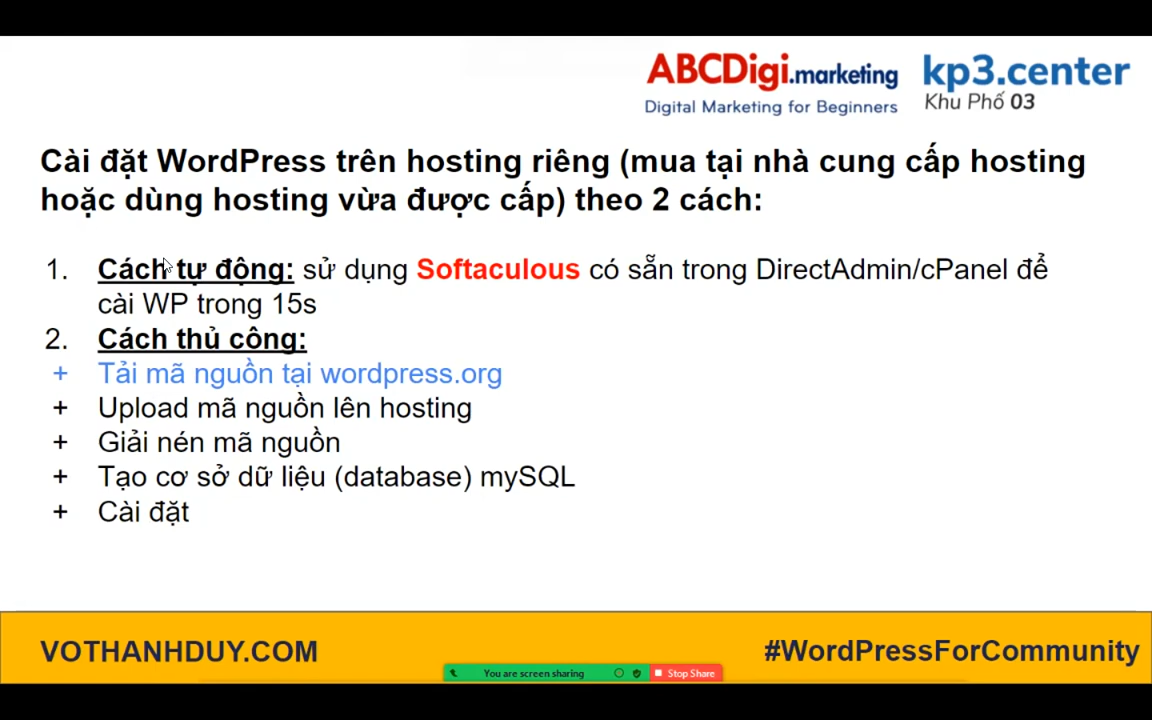 ABCDigi.marketing
Digital Marketing for Beginners
kp3.center
Khu Phố 03
Cài đặt WordPress trên hosting riêng (mua tại nhà cung cấp hosting
hoặc dùng hosting vừa được cấp) theo 2 cách:
1. Cách tự động: sử dụng Softaculous có sẵn trong DirectAdmin/cPanel để
cài WP trong 15s
2. Cách thủ công:
+ Tải mã nguồn tại wordpress.org
+ Upload mã nguồn lên hosting
+ Giải nén mã nguồn
+ Tạo cơ sở dữ liệu (database) mySQL
+ Cài đặt
VOTHANHDUY.COM
#WordPressForCommunity
You are screen sharing
Stop Share